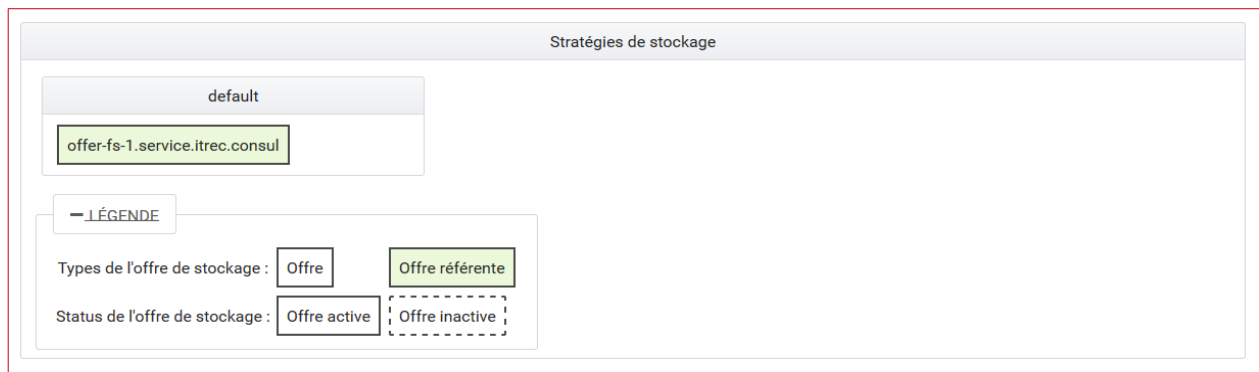 Stratégies de stockage
default
offer-fs-1.service.itrec.consul
LÉGENDE
Types de l'offre de stockage : Offre Offre référente
Status de l'offre de stockage : Offre active Offre inactive